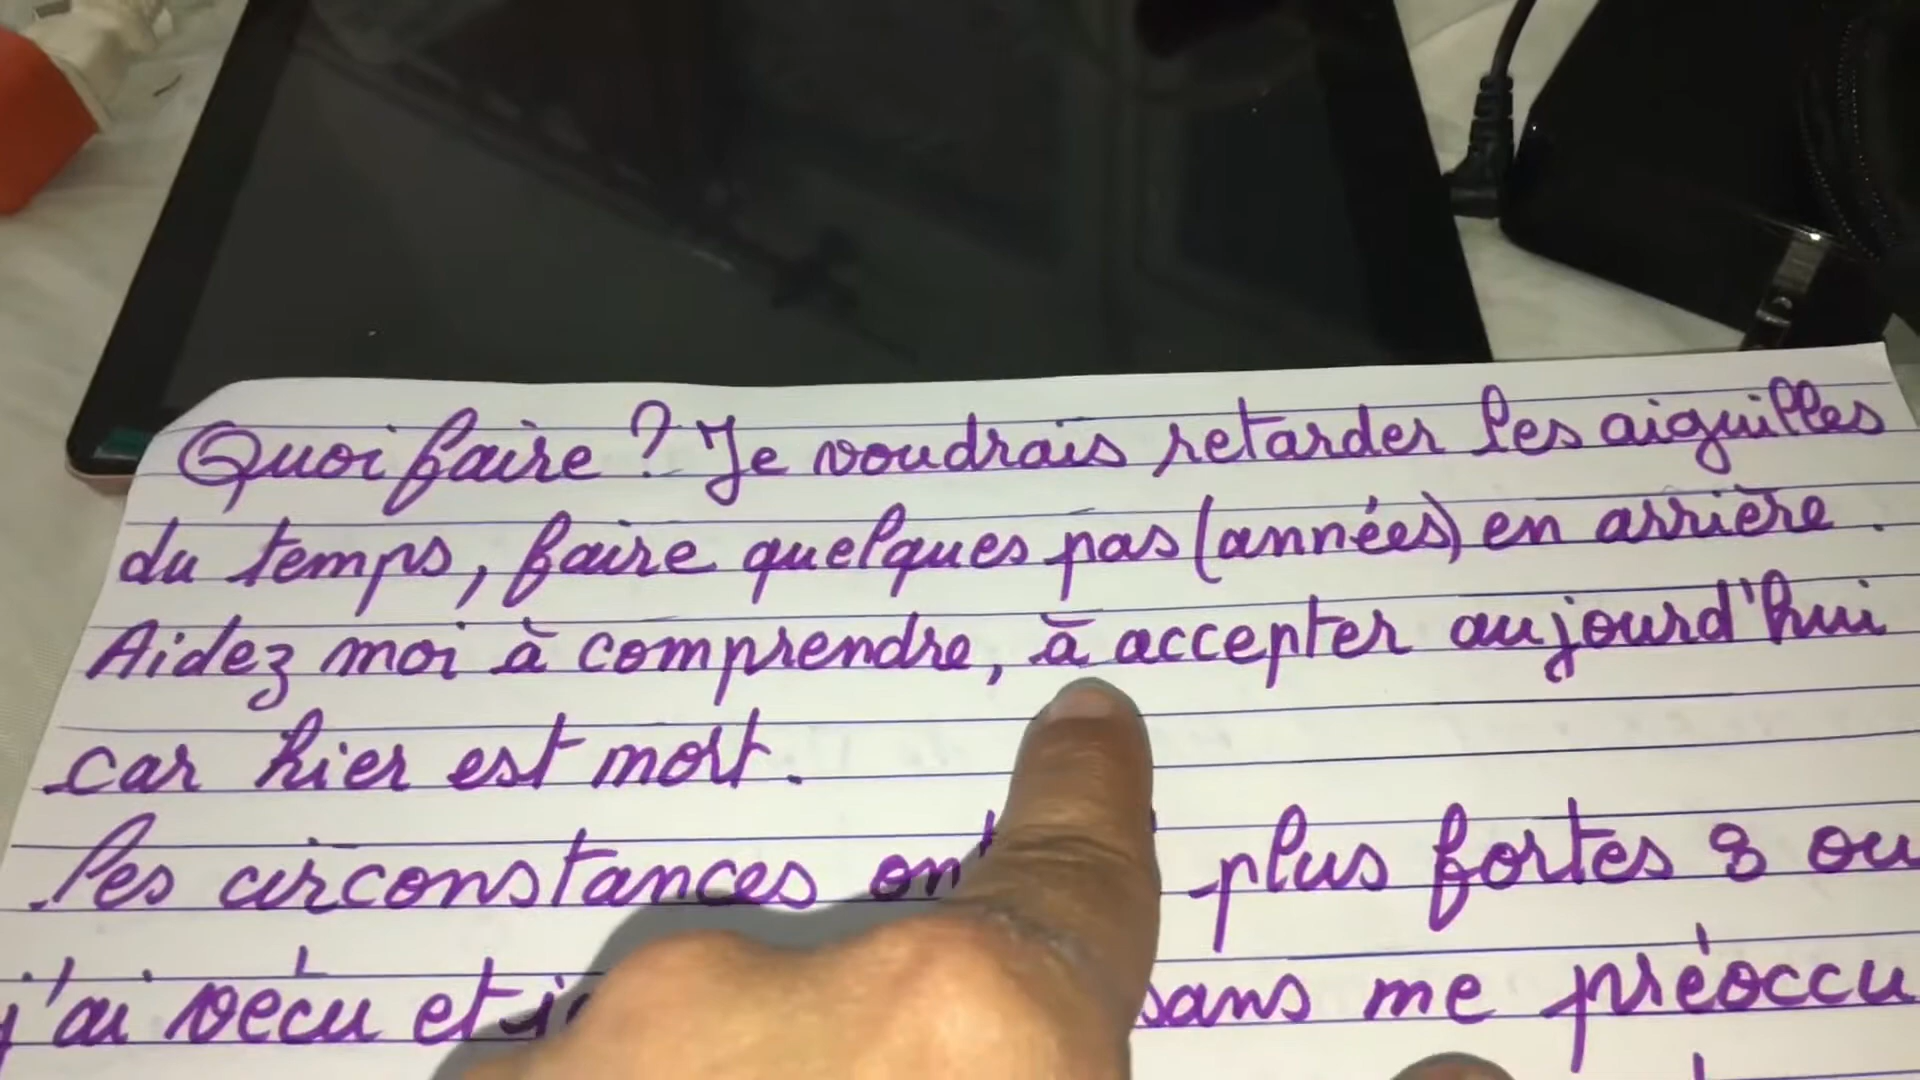 Quoi faire ? Je voudrais retarder les aiguilles
du temps, faire quelques pas (années) en arrière.
Aidez moi à comprendre, à accepter aujourd'hui
car hier est mort.
les circonstances plus fortes ou
j'ai vécu et sans me préoccu